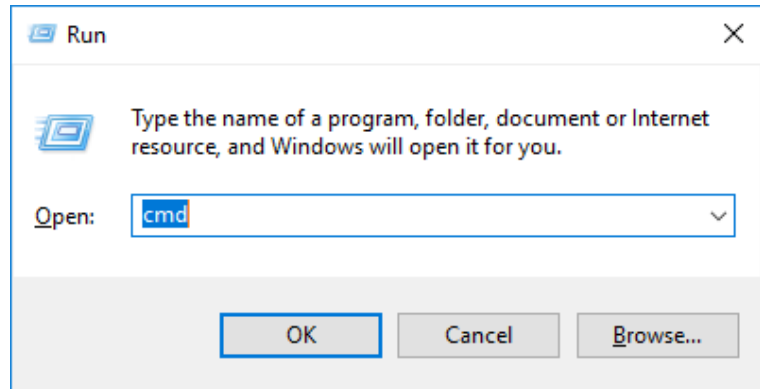 Run
Type the name of a program, folder, document or Internet
resource, and Windows will open it for you.
Open: cmd
OK Cancel Browse...